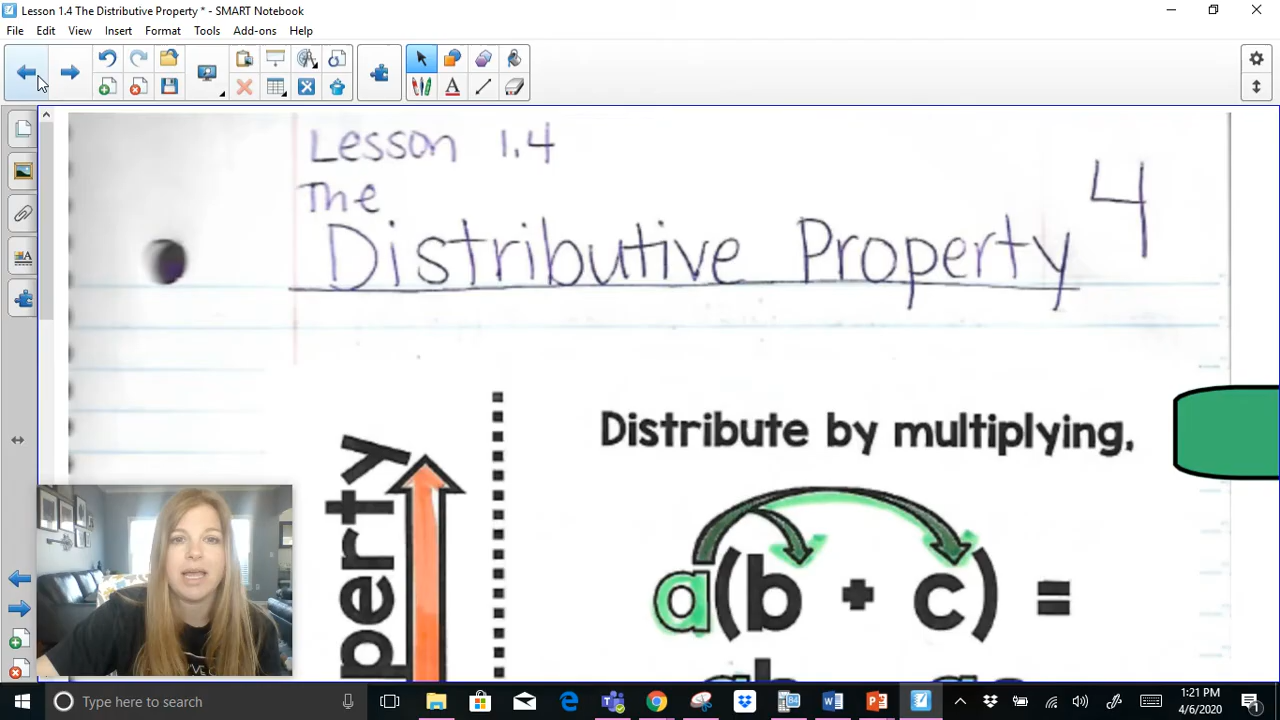 Lesson 1.4 The Distributive Property * - SMART Notebook
File Edit View Insert Format Tools Add-ons Help
Lesson 1.4
The
4
Distributive Property
Distribute by multiplying.
a(b + c) =
Type here to search
1:21 PM
4/6/2020
1